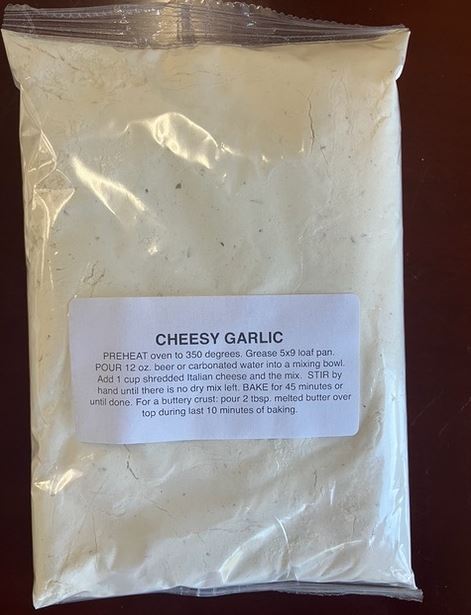 CHEESY GARLIC
PREHEAT oven to 350 degrees. Grease 5x9 loaf pan.
POUR 12 oz. beer or carbonated water into a mixing bowl.
Add 1 cup shredded Italian cheese and the mix.  STIR by
hand until there is no dry mix left. BAKE for 45 minutes or
until done. For a buttery crust: pour 2 tbsp. melted butter over
top during last 10 minutes of baking.